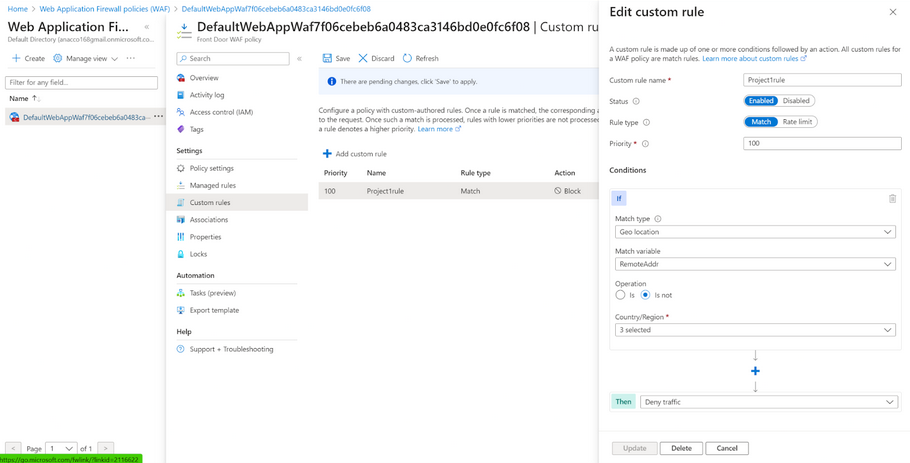 Home > Web Application Firewall policies (WAF) > DefaultWebAppWaf7f06cebeb6a0483ca3146bd0e0fc6f08
Web Application Fi... «
Default Directory (anacco168gmail.onmicrosoft.co...
Create Manage view ...
Filter for any field...
Name ↑
DefaultWebAppWaf7f06cebeb6a0483ca... ...
< Page 1 of 1 >
https://go.microsoft.com/fwlink/?linkid=2116622
DefaultWebAppWaf7f06cebeb6a0483ca3146bd0e0fc6f08 | Custom ru
Front Door WAF policy
Search «
Overview
Activity log
Access control (IAM)
Tags
Settings
Policy settings
Managed rules
Custom rules
Associations
Properties
Locks
Automation
Tasks (preview)
Export template
Help
Support + Troubleshooting
Save Discard Refresh
There are pending changes, click 'Save' to apply.
Configure a policy with custom-authored rules. Once a rule is matched, the corresponding a
to the request. Once such a match is processed, rules with lower priorities are not processed
a rule denotes a higher priority. Learn more
Add custom rule
Priority Name Rule type Action
100 Project1rule Match Block
Edit custom rule
A custom rule is made up of one or more conditions followed by an action. All custom rules for
a WAF policy are match rules. Learn more about custom rules
Custom rule name * Project1rule
Status Enabled Disabled
Rule type Match Rate limit
Priority * 100
Conditions
If
Match type
Geo location
Match variable
RemoteAddr
Operation
Is Is not
Country/Region *
3 selected
Then Deny traffic
Update Delete Cancel